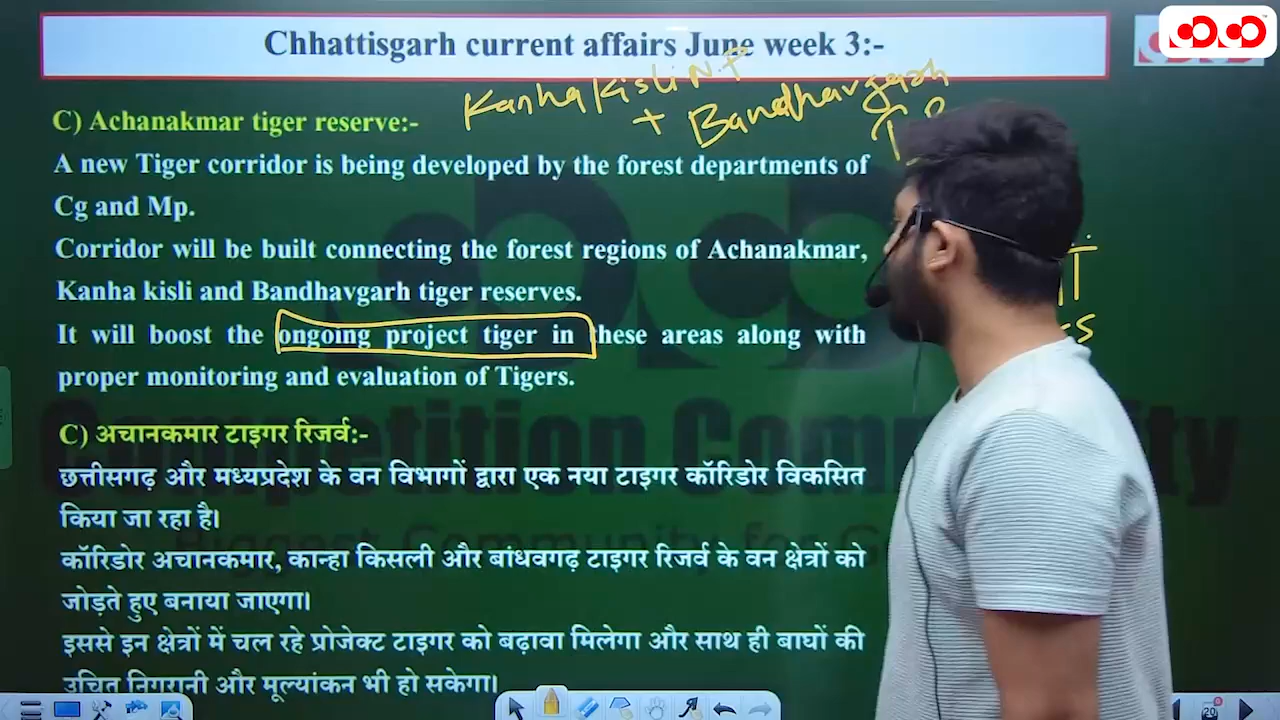 Chhattisgarh current affairs June week 3:-
Kanha kisli N.P
+ Bandhavgarh
C) Achanakmar tiger reserve:-
A new Tiger corridor is being developed by the forest departments of
Cg and Mp.
Corridor will be built connecting the forest regions of Achanakmar,
Kanha kisli and Bandhavgarh tiger reserves.
It will boost the ongoing project tiger in these areas along with
proper monitoring and evaluation of Tigers.
C) अचानकमार टाइगर रिजर्व:-
छत्तीसगढ़ और मध्यप्रदेश के वन विभागों द्वारा एक नया टाइगर कॉरिडोर विकसित
किया जा रहा है।
कॉरिडोर अचानकमार, कान्हा किसली और बांधवगढ़ टाइगर रिजर्व के वन क्षेत्रों को
जोड़ते हुए बनाया जाएगा।
इससे इन क्षेत्रों में चल रहे प्रोजेक्ट टाइगर को बढ़ावा मिलेगा और साथ ही बाघों की
उचित निगरानी और मूल्यांकन भी हो सकेगा।
20